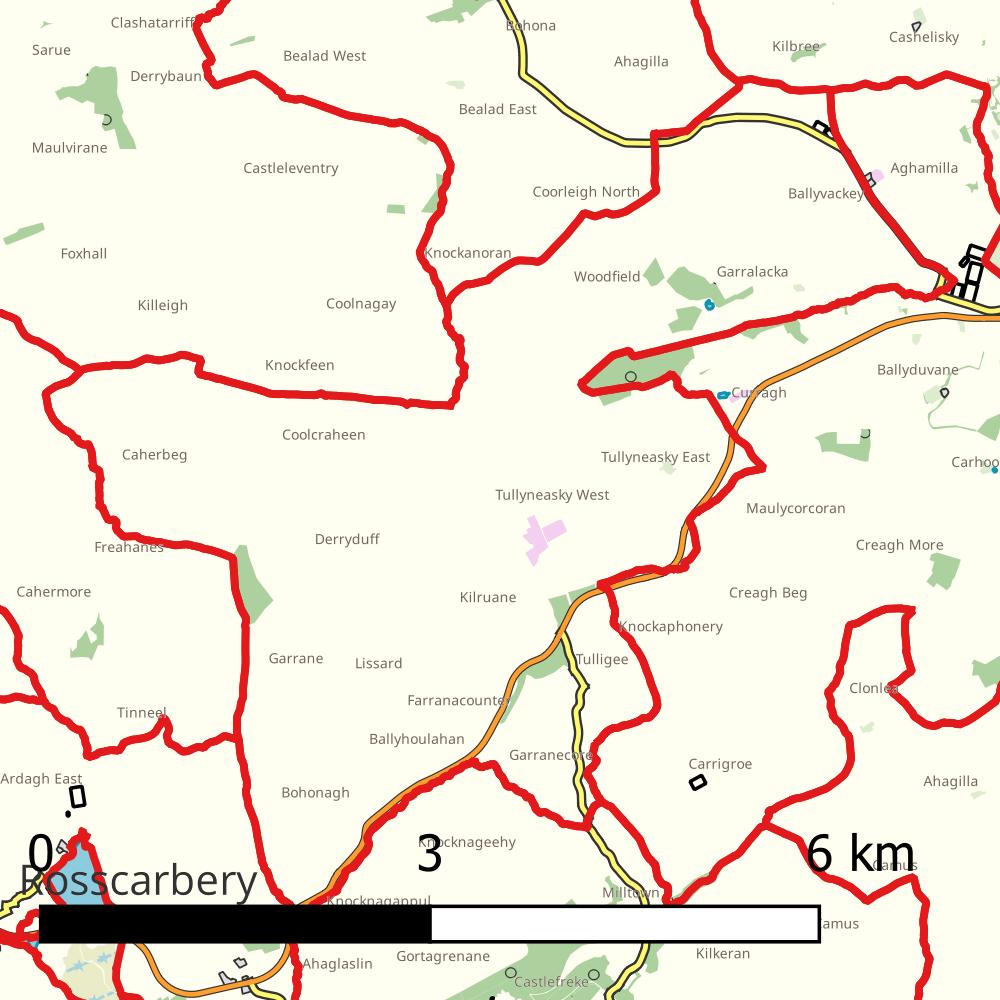 Clashatarriff
Bohona
Cashelisky
Sarue
Bealad West
Kilbree
Ahagilla
Derrybaun
Bealad East
Maulvirane
Castleleventry
Aghamilla
Coorleigh North
Ballyvackey
Foxhall
Knockanoran
Woodfield
Garralacka
Killeigh
Coolnagay
Knockfeen
Ballyduvane
Curragh
Coolcraheen
Caherbeg
Tullyneasky East
Carhoo
Tullyneasky West
Maulycorcoran
Derryduff
Freahanes
Creagh More
Cahermore
Kilruane
Creagh Beg
Knockaphonery
Garrane
Lissard
Tulligee
Clonlea
Farranacounter
Tinneel
Ballyhoulahan
Garranecore
Carrigroe
Ardagh East
Ahagilla
Bohonagh
Knocknageehy
0
3
6 km
Camus
Rosscarbery
Milltown
Knocknagappul
Camus
Gortagrenane
Kilkeran
Ahaglaslin
Castlefreke